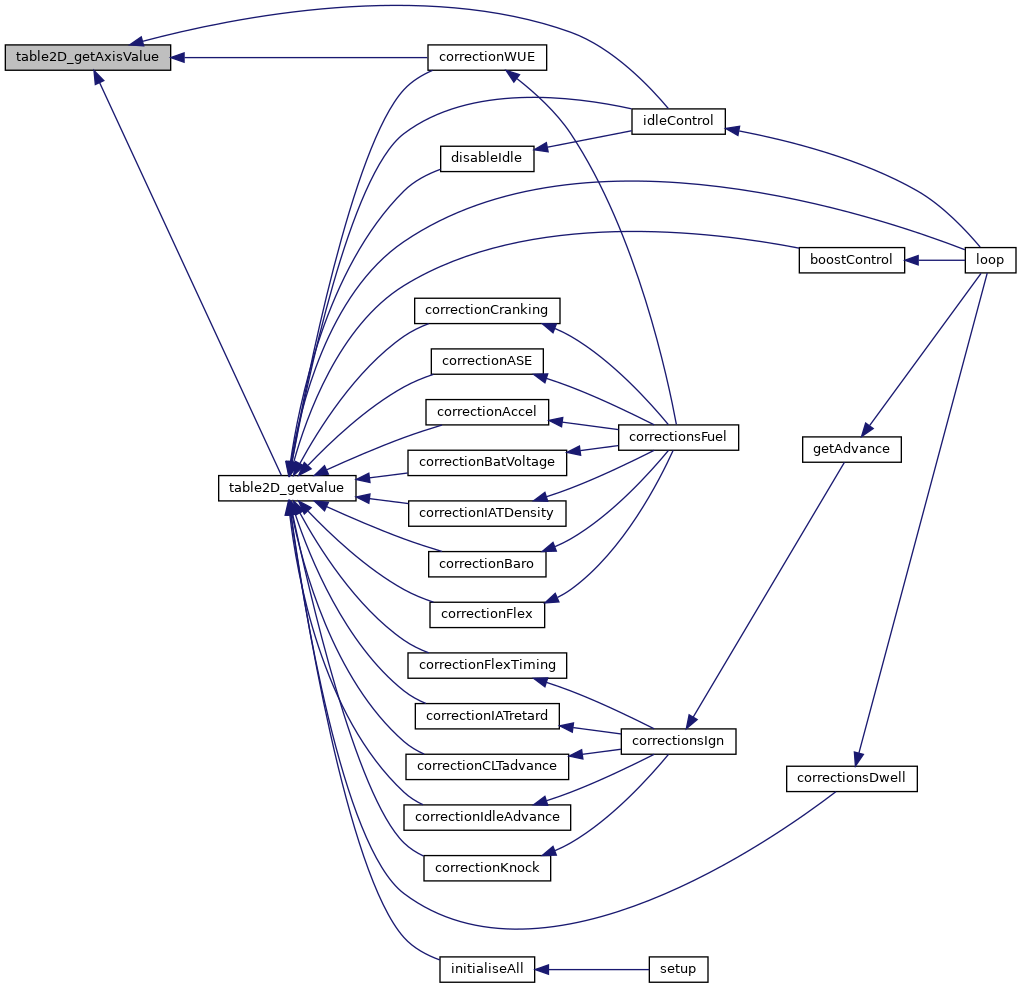 table2D_getAxisValue
correctionWUE
idleControl
disableIdle
boostControl
loop
correctionCranking
correctionASE
correctionAccel
correctionsFuel
getAdvance
correctionBatVoltage
table2D_getValue
correctionIATDensity
correctionBaro
correctionFlex
correctionFlexTiming
correctionIATretard
correctionsIgn
correctionCLTadvance
correctionsDwell
correctionIdleAdvance
correctionKnock
initialiseAll
setup